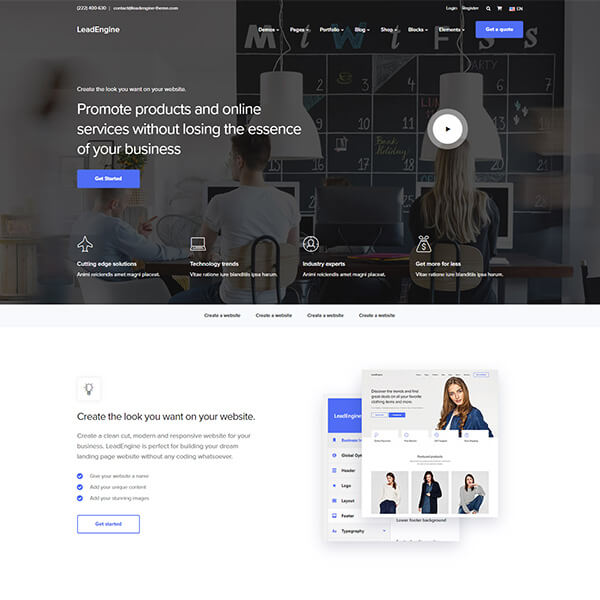 (222) 400-630 | contact@leadengine-theme.com
Login Register EN
LeadEngine
Demos Pages Portfolio Blog Shop Blocks Elements Get a quote
Create the look you want on your website.
Promote products and online
services without losing the essence
of your business
Get Started
Cutting edge solutions
Animi reiciendis amet magni placeat.
Technology trends
Vitae ratione iure blanditiis ipsa harum.
Industry experts
Animi reiciendis amet magni placeat.
Get more for less
Vitae ratione iure blanditiis ipsa harum.
Create a website Create a website Create a website Create a website
Create the look you want on your website.
Create a clean cut, modern and responsive website for your
business. LeadEngine is perfect for building your dream
landing page website without any coding whatsoever.
Give your website a name
Add your unique content
Add your stunning images
Get started
LeadEngine
Global Opt
Header
Logo
Layout
Footer
Typography
Discover the trends and find
great deals on all your favorite
clothing items and more.
Featured products
Lower footer background